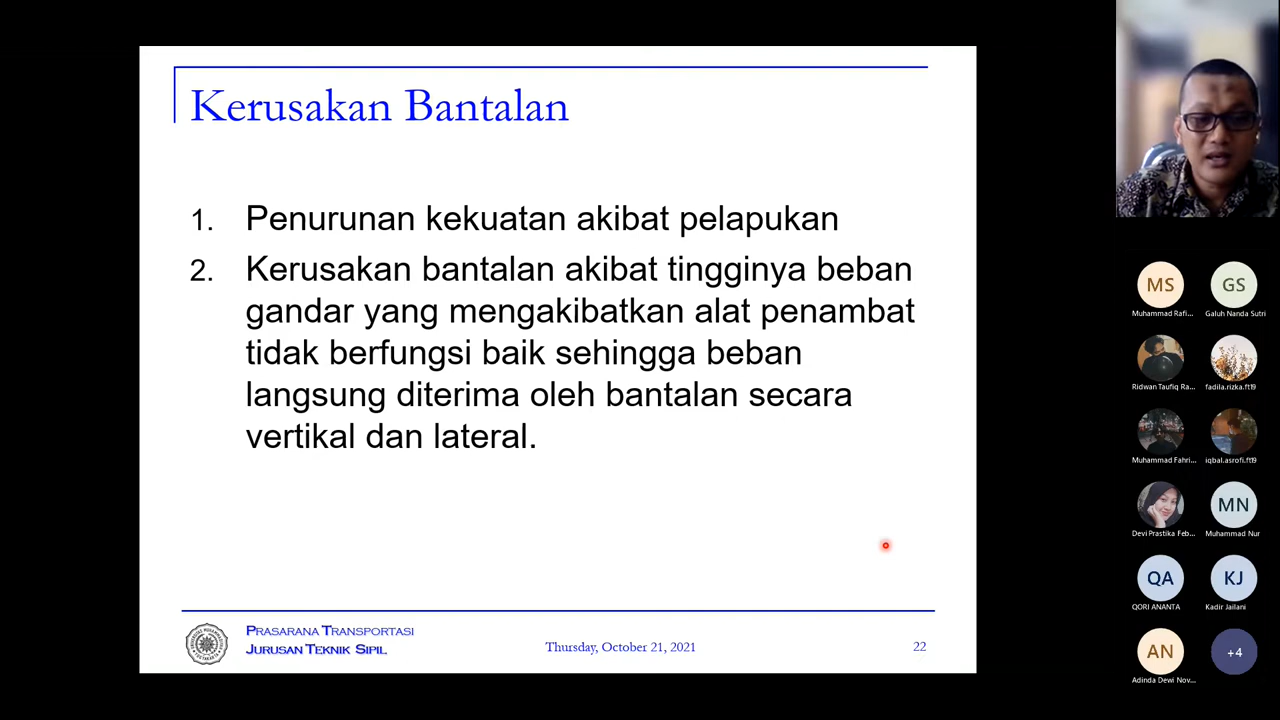 Kerusakan Bantalan
1. Penurunan kekuatan akibat pelapukan
2. Kerusakan bantalan akibat tingginya beban
gandar yang mengakibatkan alat penambat
tidak berfungsi baik sehingga beban
langsung diterima oleh bantalan secara
vertikal dan lateral.
PRASARANA TRANSPORTASI
JURUSAN TEKNIK SIPIL
Thursday, October 21, 2021
22
MS
GS
Muhammad Rafi...
Galuh Nanda Sutri
Ridwan Taufiq Ra...
fadila.rizka.ft19
Muhammad Fahri...
iqbal.asrofi.ft19
MN
Devi Prastika Feb...
Muhammad Nur
QA
KJ
QORI ANANTA
Kadir Jailani
AN
+4
Adinda Dewi Nov...